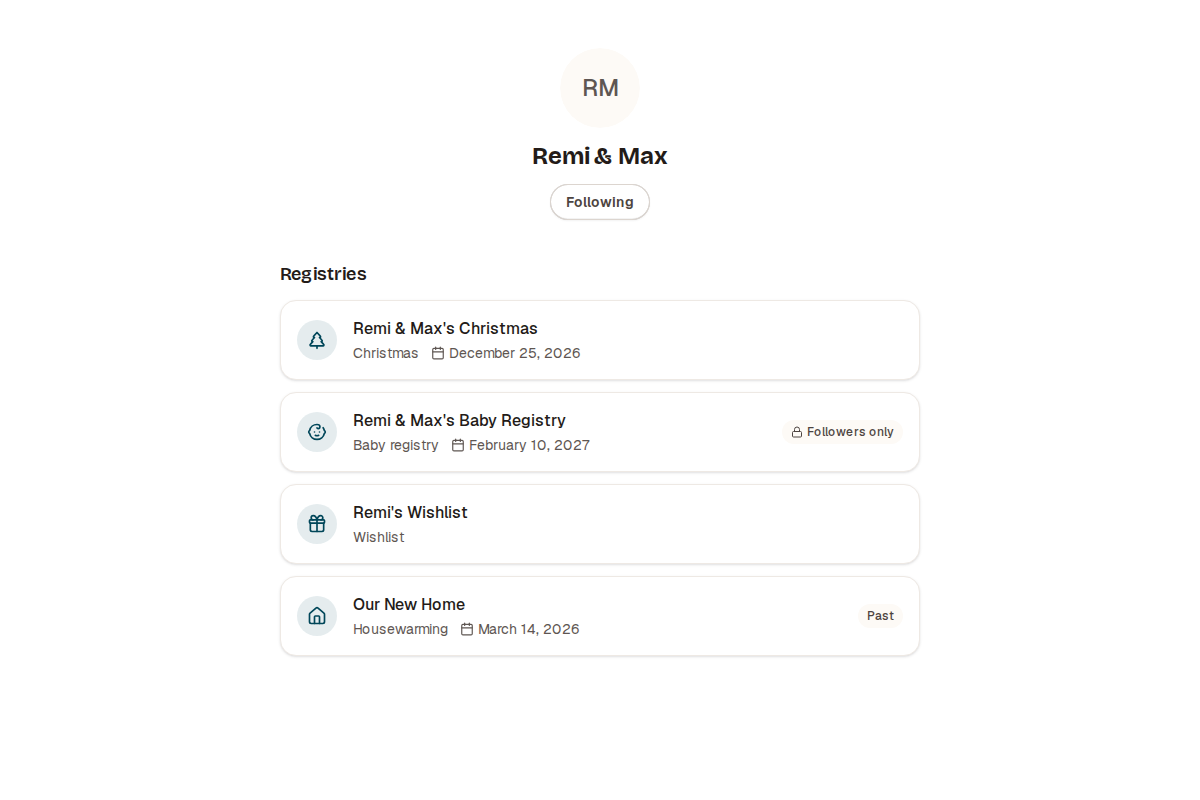 RM
Remi & Max
Following
Registries
Remi & Max's Christmas
Christmas December 25, 2026
Remi & Max's Baby Registry
Baby registry February 10, 2027
Followers only
Remi's Wishlist
Wishlist
Our New Home
Housewarming March 14, 2026
Past